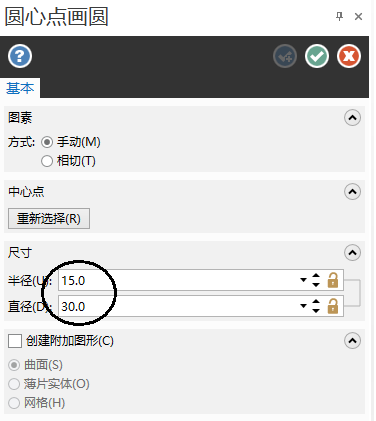 圆心点画圆
基本
图素
方式: 手动(M)
相切(T)
中心点
重新选择(R)
尺寸
半径(U): 15.0
直径(D): 30.0
创建附加图形(C)
曲面(S)
薄片实体(O)
网格(H)